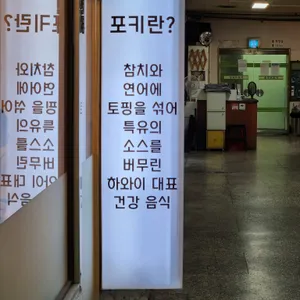 포키란?
참치와
연어에
토핑을 섞어
특유의
소스를
버무린
하와이 대표
건강 음식